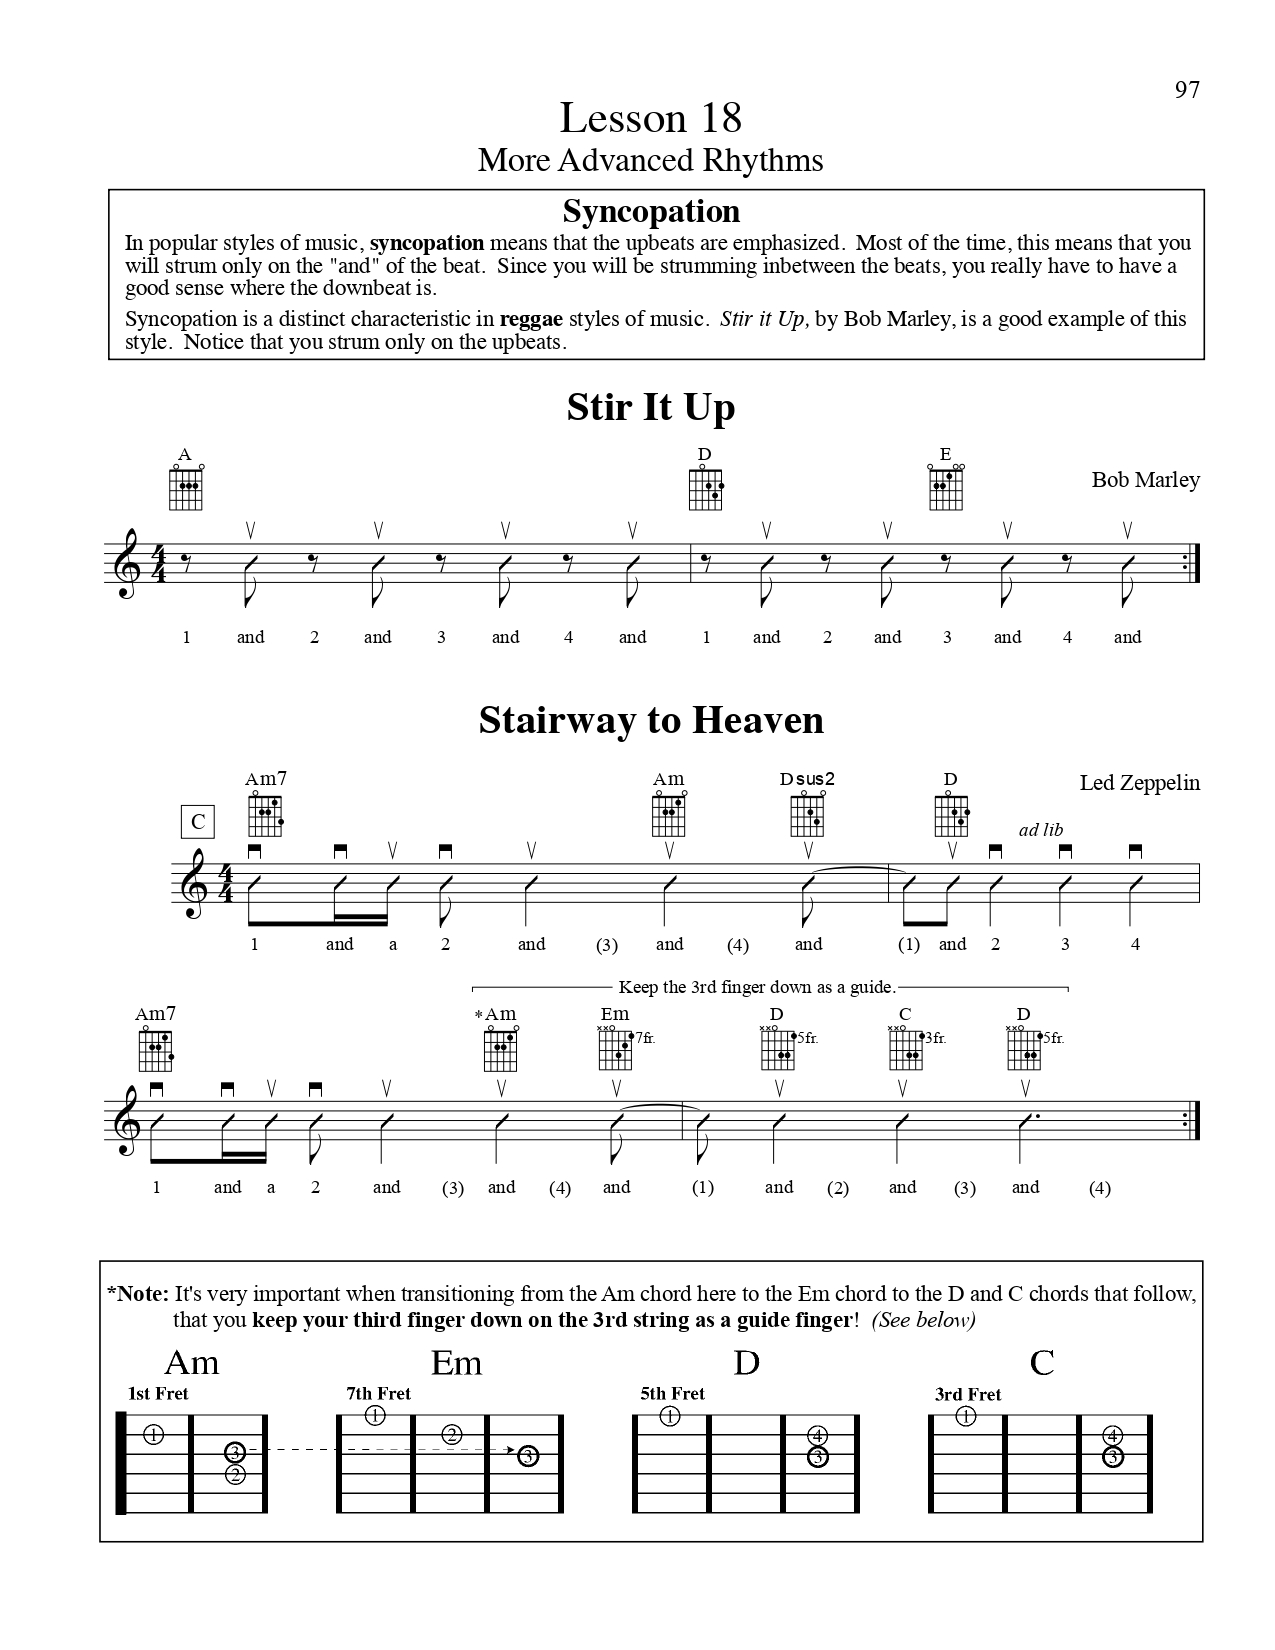 97
Lesson 18
More Advanced Rhythms
Syncopation
In popular styles of music, syncopation means that the upbeats are emphasized.  Most of the time, this means that you
will strum only on the "and" of the beat.  Since you will be strumming inbetween the beats, you really have to have a
good sense where the downbeat is.
Syncopation is a distinct characteristic in reggae styles of music.  Stir it Up, by Bob Marley, is a good example of this
style.  Notice that you strum only on the upbeats.
Stir It Up
A D E
Bob Marley
4
4
1 and 2 and 3 and 4 and 1 and 2 and 3 and 4 and
Stairway to Heaven
Am7 Am Dsus2 D Led Zeppelin
C
ad lib
4
4
1 and a 2 and (3) and (4) and (1) and 2 3 4
Keep the 3rd finger down as a guide.
Am7 *Am Em D C D
7fr. 5fr. 3fr. 5fr.
1 and a 2 and (3) and (4) and (1) and (2) and (3) and (4)
*Note: It's very important when transitioning from the Am chord here to the Em chord to the D and C chords that follow,
that you keep your third finger down on the 3rd string as a guide finger!  (See below)
Am Em D C
1st Fret 7th Fret 5th Fret 3rd Fret
1 1 1
1 2 4 4
3 3 3 3
2